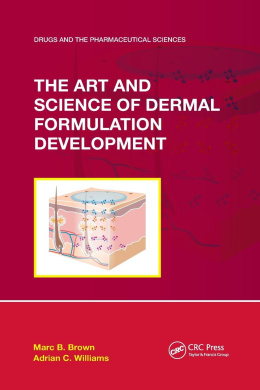 DRUGS AND THE PHARMACEUTICAL SCIENCES
THE ART AND
SCIENCE OF DERMAL
FORMULATION
DEVELOPMENT
Marc B. Brown
Adrian C. Williams
CRC
CRC Press
Taylor & Francis Group